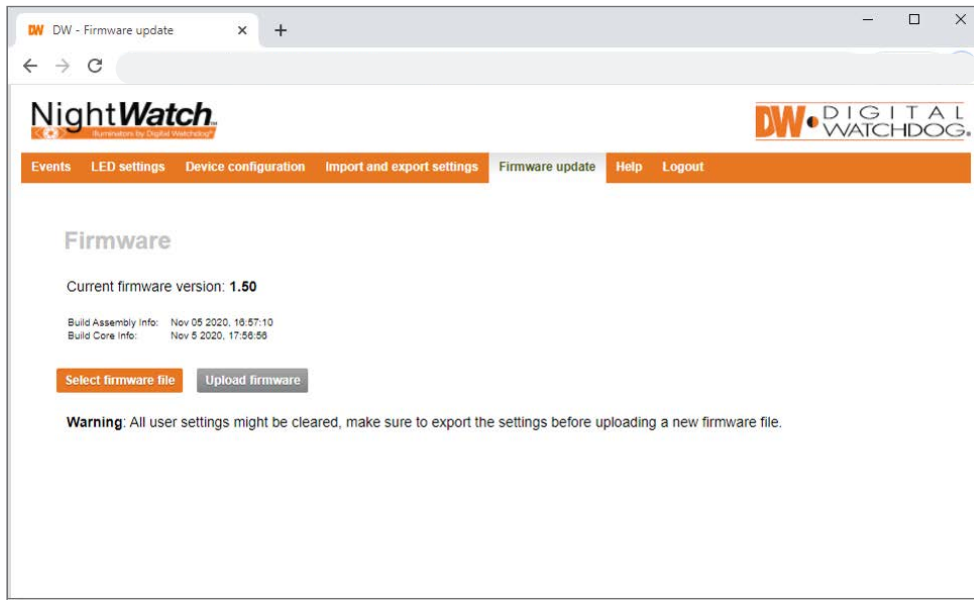 DW DW - Firmware update
NightWatch™
Illuminators by Digital Watchdog®
DW DIGITAL
WATCHDOG®
Events LED settings Device configuration Import and export settings Firmware update Help Logout
Firmware
Current firmware version: 1.50
Build Assembly Info: Nov 05 2020, 16:57:10
Build Core Info: Nov 5 2020, 17:56:56
Select firmware file Upload firmware
Warning: All user settings might be cleared, make sure to export the settings before uploading a new firmware file.